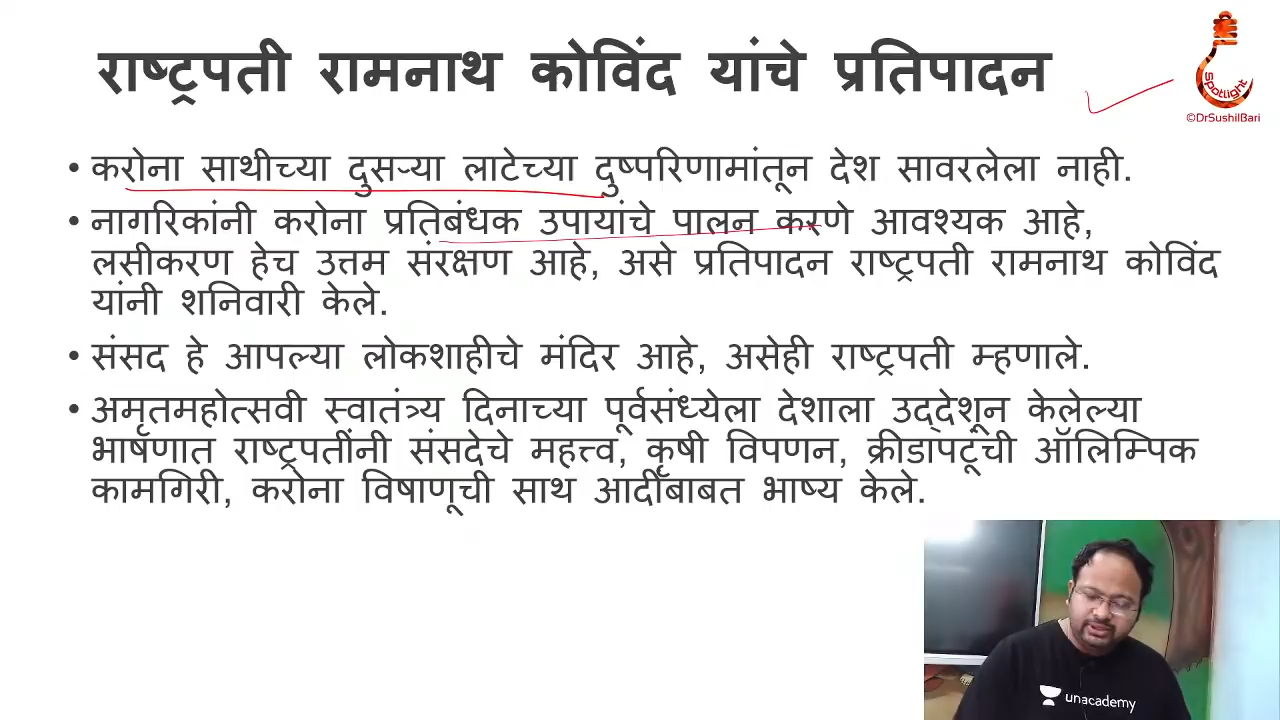 राष्ट्रपती रामनाथ कोविंद यांचे प्रतिपादन
Spotlight
©DrSushilBari
• करोना साथीच्या दुसऱ्या लाटेच्या दुष्परिणामांतून देश सावरलेला नाही.
• नागरिकांनी करोना प्रतिबंधक उपायांचे पालन करणे आवश्यक आहे,
लसीकरण हेच उत्तम संरक्षण आहे, असे प्रतिपादन राष्ट्रपती रामनाथ कोविंद
यांनी शनिवारी केले.
• संसद हे आपल्या लोकशाहीचे मंदिर आहे, असेही राष्ट्रपती म्हणाले.
• अमृतमहोत्सवी स्वातंत्र्य दिनाच्या पूर्वसंध्येला देशाला उद्देशून केलेल्या
भाषणात राष्ट्रपतींनी संसदेचे महत्त्व, कृषी विपणन, क्रीडापटूंची ऑलिम्पिक
कामगिरी, करोना विषाणूची साथ आदींबाबत भाष्य केले.
unacademy